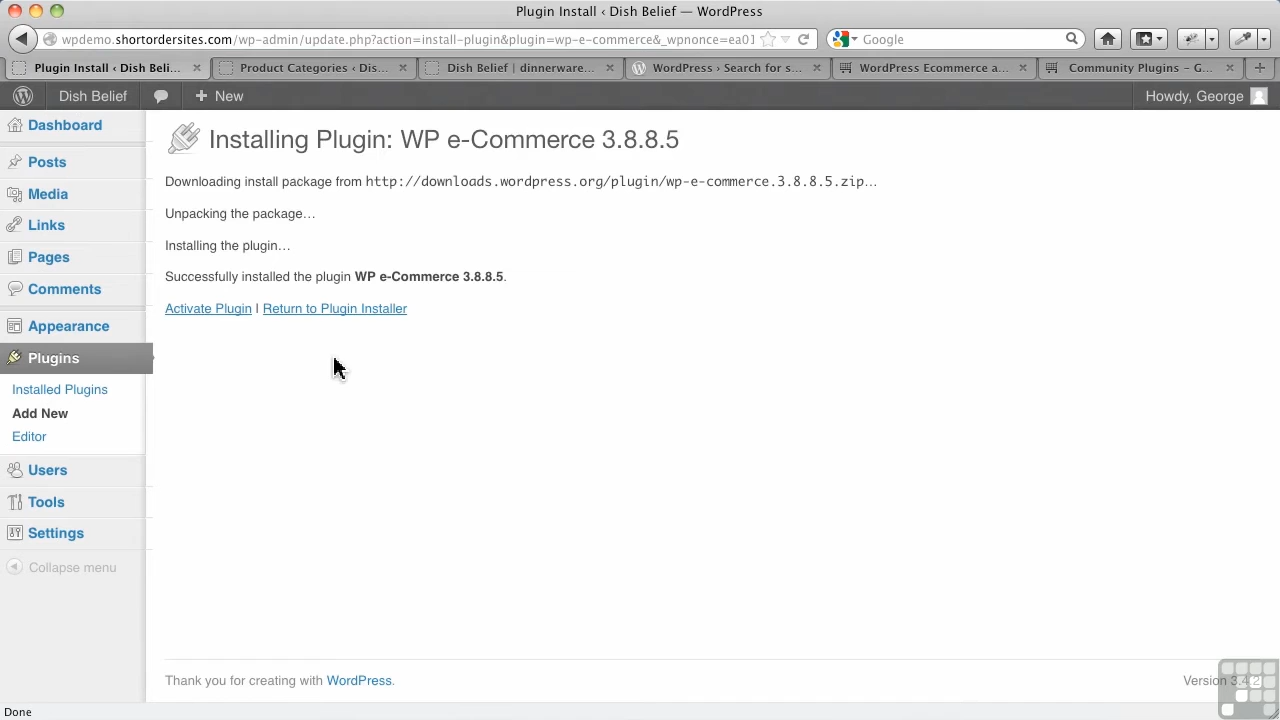 Plugin Install ‹ Dish Belief — WordPress
wpdemo.shortordersites.com/wp-admin/update.php?action=install-plugin&plugin=wp-e-commerce&_wpnonce=ea01
Google
Plugin Install ‹ Dish Beli...
Product Categories ‹ Dis...
Dish Belief | dinnerware...
WordPress › Search for s...
WordPress Ecommerce a...
Community Plugins – G...
Dish Belief
New
Howdy, George
Dashboard
Posts
Media
Links
Pages
Comments
Appearance
Plugins
Installed Plugins
Add New
Editor
Users
Tools
Settings
Collapse menu
Installing Plugin: WP e-Commerce 3.8.8.5
Downloading install package from http://downloads.wordpress.org/plugin/wp-e-commerce.3.8.8.5.zip…
Unpacking the package…
Installing the plugin…
Successfully installed the plugin WP e-Commerce 3.8.8.5.
Activate Plugin | Return to Plugin Installer
Thank you for creating with WordPress.
Version 3.4.2
Done